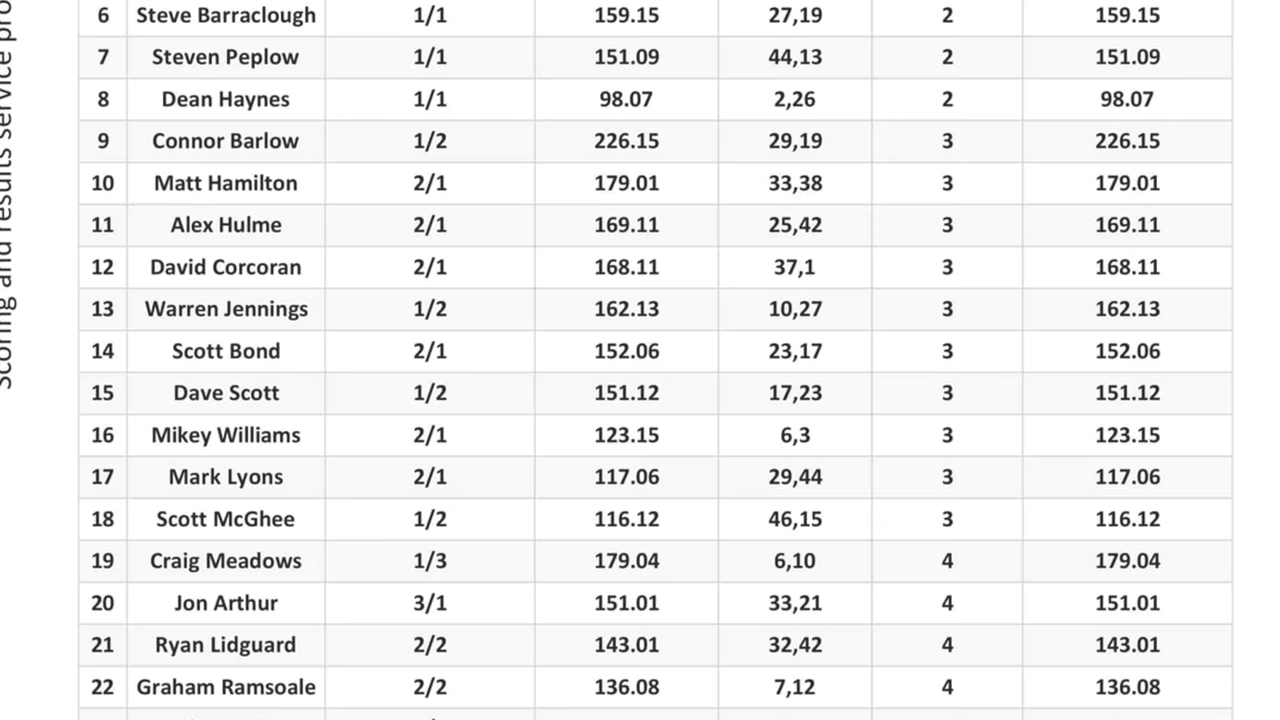 Scoring and results service
6 Steve Barraclough 1/1 159.15 27,19 2 159.15
7 Steven Peplow 1/1 151.09 44,13 2 151.09
8 Dean Haynes 1/1 98.07 2,26 2 98.07
9 Connor Barlow 1/2 226.15 29,19 3 226.15
10 Matt Hamilton 2/1 179.01 33,38 3 179.01
11 Alex Hulme 2/1 169.11 25,42 3 169.11
12 David Corcoran 2/1 168.11 37,1 3 168.11
13 Warren Jennings 1/2 162.13 10,27 3 162.13
14 Scott Bond 2/1 152.06 23,17 3 152.06
15 Dave Scott 1/2 151.12 17,23 3 151.12
16 Mikey Williams 2/1 123.15 6,3 3 123.15
17 Mark Lyons 2/1 117.06 29,44 3 117.06
18 Scott McGhee 1/2 116.12 46,15 3 116.12
19 Craig Meadows 1/3 179.04 6,10 4 179.04
20 Jon Arthur 3/1 151.01 33,21 4 151.01
21 Ryan Lidguard 2/2 143.01 32,42 4 143.01
22 Graham Ramsoale 2/2 136.08 7,12 4 136.08